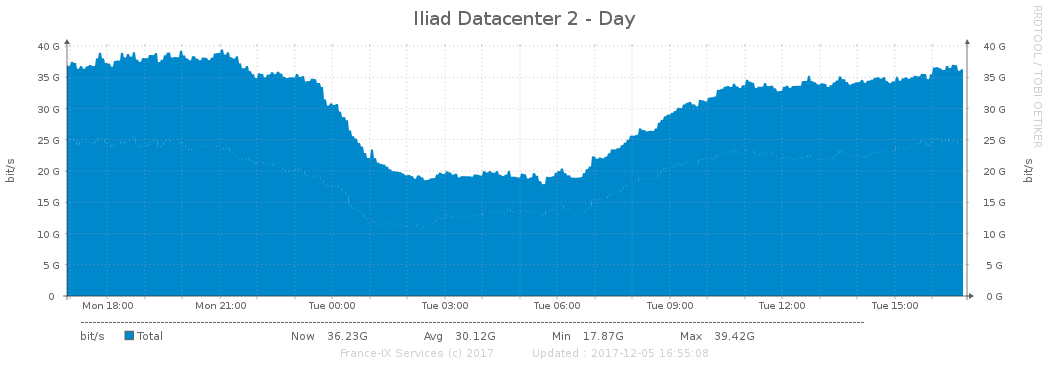 Iliad Datacenter 2 - Day
RRDTOOL / TOBI OETIKER
40 G 40 G
35 G 35 G
30 G 30 G
25 G 25 G
20 G 20 G
15 G 15 G
10 G 10 G
5 G 5 G
0 0 G
bit/s bit/s
Mon 18:00 Mon 21:00 Tue 00:00 Tue 03:00 Tue 06:00 Tue 09:00 Tue 12:00 Tue 15:00
bit/s Total Now 36.23G Avg 30.12G Min 17.87G Max 39.42G
France-IX Services (c) 2017 Updated : 2017-12-05 16:55:08